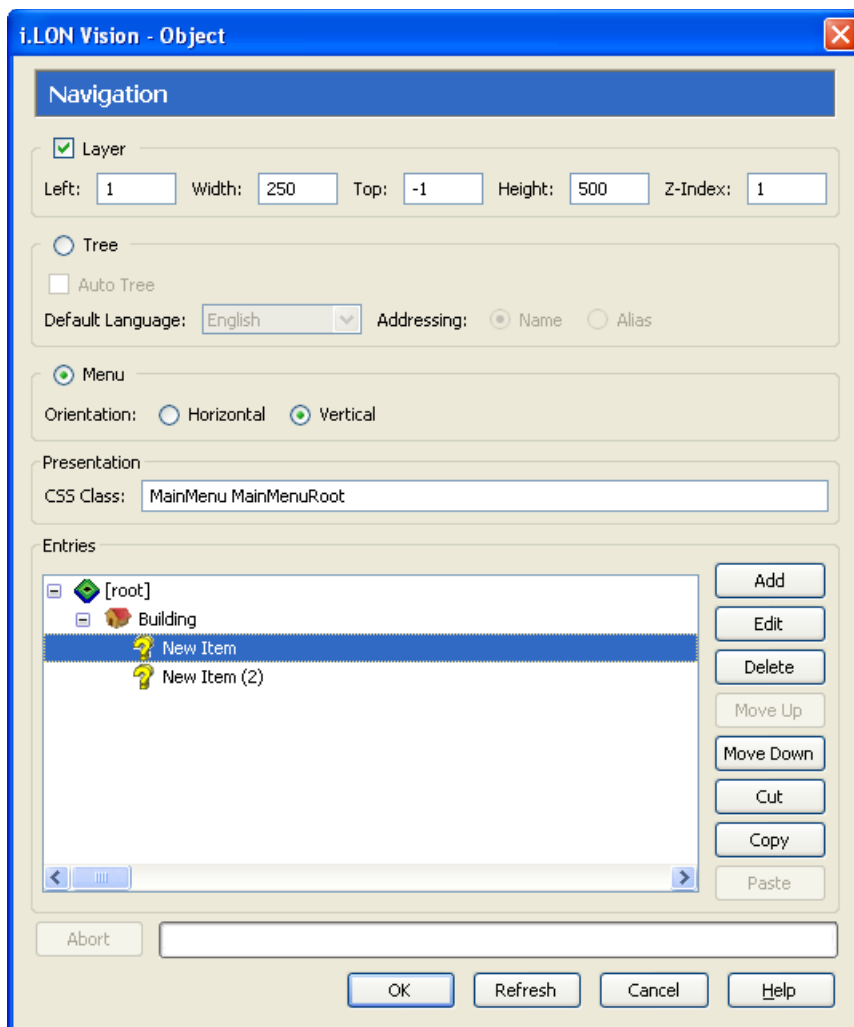 i.LON Vision - Object
Navigation
Layer
Left: 1 Width: 250 Top: -1 Height: 500 Z-Index: 1
Tree
Auto Tree
Default Language: English Addressing: Name Alias
Menu
Orientation: Horizontal Vertical
Presentation
CSS Class: MainMenu MainMenuRoot
Entries
[root]
Building
New Item
New Item (2)
Add
Edit
Delete
Move Up
Move Down
Cut
Copy
Paste
Abort
OK Refresh Cancel Help